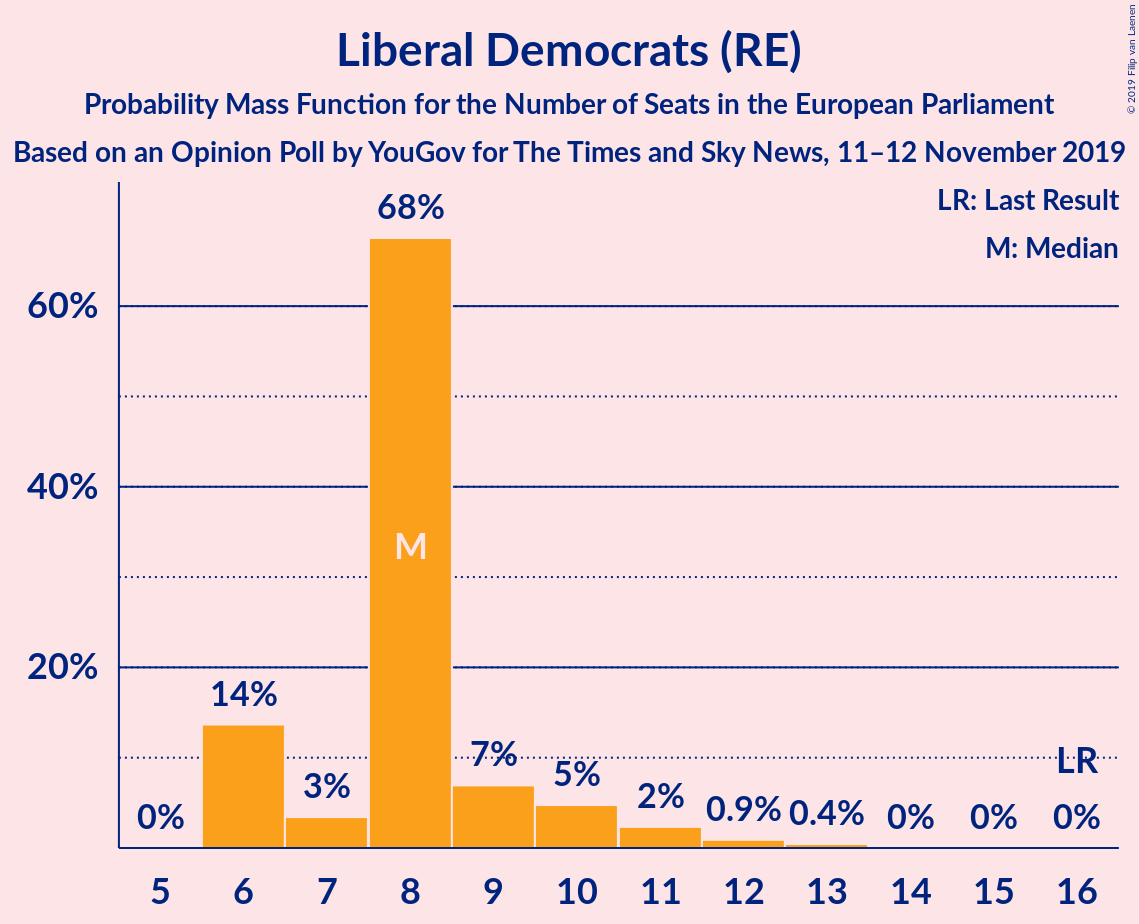 © 2019 Filip van Laenen
Liberal Democrats (RE)
Probability Mass Function for the Number of Seats in the European Parliament
Based on an Opinion Poll by YouGov for The Times and Sky News, 11–12 November 2019
LR: Last Result
M: Median
60%
40%
20%
0%
14%
3%
68%
M
7%
5%
2%
0.9%
0.4%
0%
0%
LR
0%
5 6 7 8 9 10 11 12 13 14 15 16